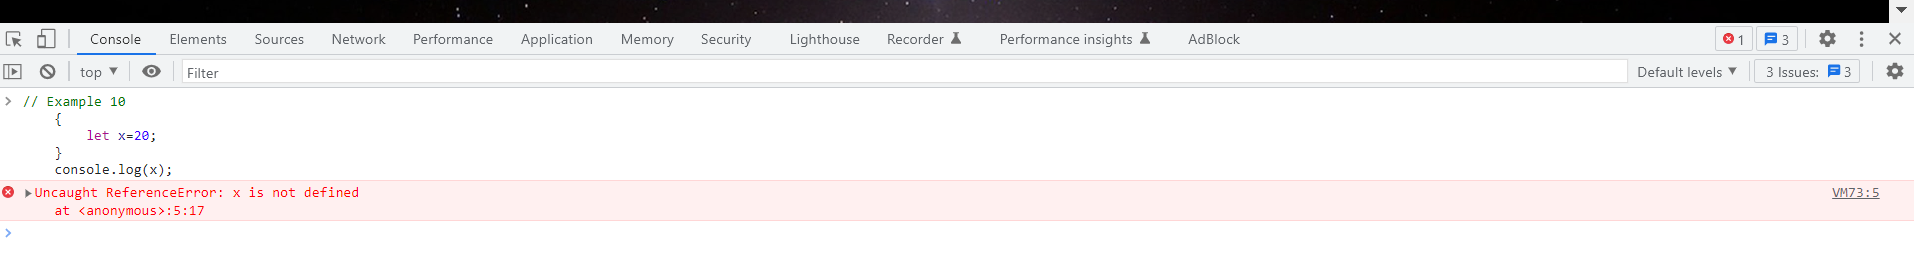 Console Elements Sources Network Performance Application Memory Security Lighthouse Recorder Performance insights AdBlock 1 3
top Filter Default levels 3 Issues: 3
// Example 10
{
let x=20;
}
console.log(x);
Uncaught ReferenceError: x is not defined VM73:5
at <anonymous>:5:17